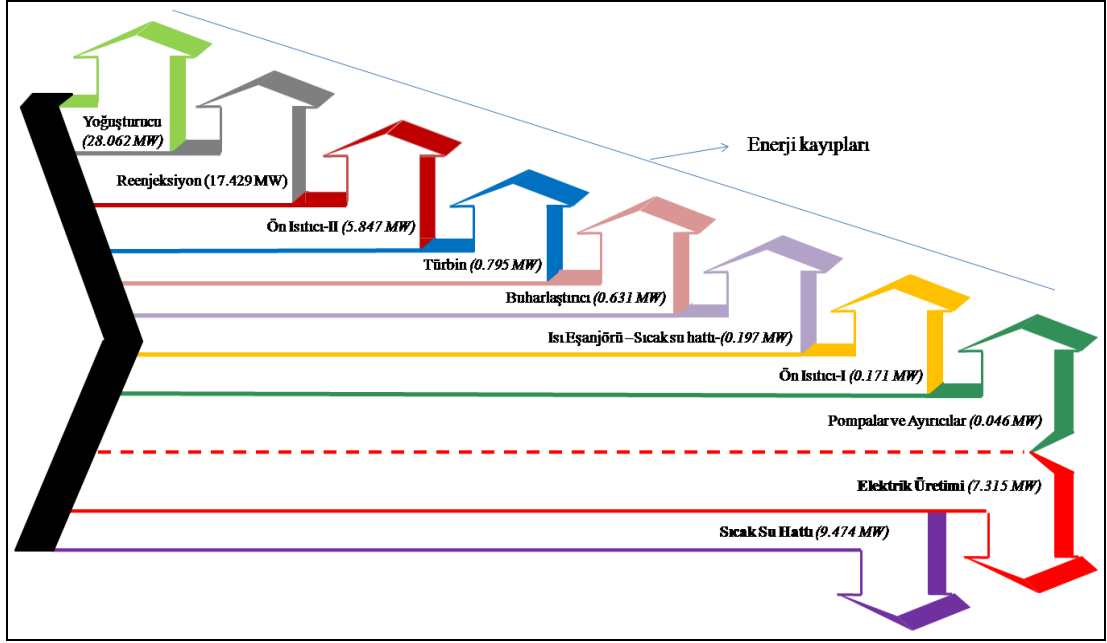 Yoğuşturucu
(28.062 MW)
Enerji kayıpları
Reenjeksiyon (17.429 MW)
Ön Isıtıcı-II (5.847 MW)
Türbin (0.795 MW)
Buharlaştırıcı (0.631 MW)
Isı Eşanjörü – Sıcak su hattı-(0.197 MW)
Ön Isıtıcı-I (0.171 MW)
Pompalar ve Ayırıcılar (0.046 MW)
Elektrik Üretimi (7.315 MW)
Sıcak Su Hattı (9.474 MW)